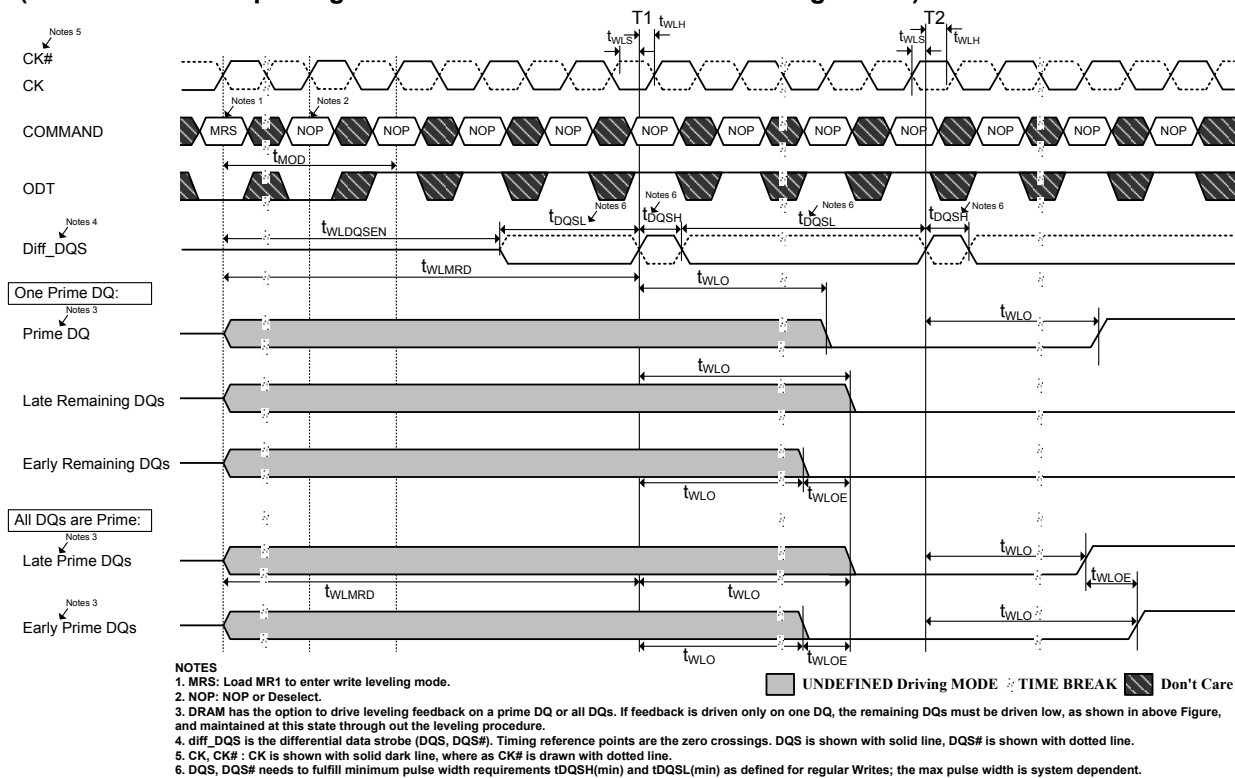 T1
T2
Notes 5
tWLS
tWLH
tWLS
tWLH
CK#
CK
Notes 1
Notes 2
COMMAND
MRS NOP NOP NOP NOP NOP NOP NOP NOP NOP NOP NOP
tMOD
ODT
Notes 6
Notes 6
Notes 6
Notes 6
tDQSL
tDQSH
tDQSL
tDQSH
Notes 4
Diff_DQS
tWLDQSEN
tWLMRD
tWLO
One Prime DQ:
Notes 3
Prime DQ
tWLO
tWLO
Late Remaining DQs
Early Remaining DQs
tWLO
tWLOE
All DQs are Prime:
Notes 3
Late Prime DQs
tWLO
tWLOE
tWLMRD
tWLO
Notes 3
Early Prime DQs
tWLO
tWLO
tWLOE
UNDEFINED Driving MODE
TIME BREAK
Don't Care
NOTES
1. MRS: Load MR1 to enter write leveling mode.
2. NOP: NOP or Deselect.
3. DRAM has the option to drive leveling feedback on a prime DQ or all DQs. If feedback is driven only on one DQ, the remaining DQs must be driven low, as shown in above Figure,
and maintained at this state through out the leveling procedure.
4. diff_DQS is the differential data strobe (DQS, DQS#). Timing reference points are the zero crossings. DQS is shown with solid line, DQS# is shown with dotted line.
5. CK, CK# : CK is shown with solid dark line, where as CK# is drawn with dotted line.
6. DQS, DQS# needs to fulfill minimum pulse width requirements tDQSH(min) and tDQSL(min) as defined for regular Writes; the max pulse width is system dependent.